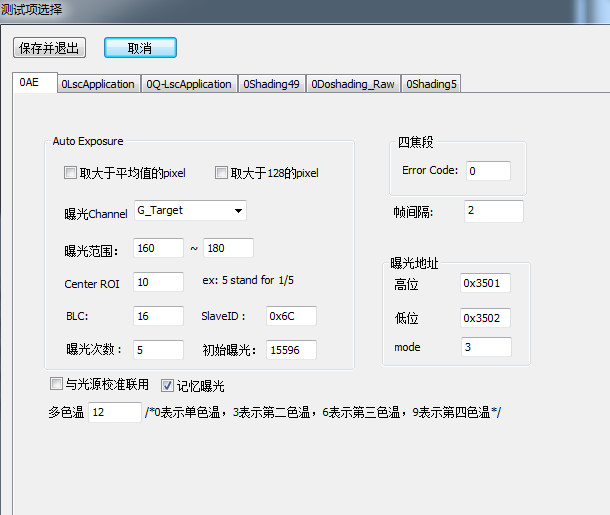 测试项选择
保存并退出 取消
0AE 0LscApplication 0Q-LscApplication 0Shading49 0Doshading_Raw 0Shading5
Auto Exposure
取大于平均值的pixel 取大于128的pixel
曝光Channel G_Target
曝光范围： 160 ~ 180
Center ROI 10 ex: 5 stand for 1/5
BLC: 16 SlaveID : 0x6C
曝光次数： 5 初始曝光： 15596
与光源校准联用 记忆曝光
多色温 12 /*0表示单色温，3表示第二色温，6表示第三色温，9表示第四色温*/
四焦段
Error Code: 0
帧间隔: 2
曝光地址
高位 0x3501
低位 0x3502
mode 3